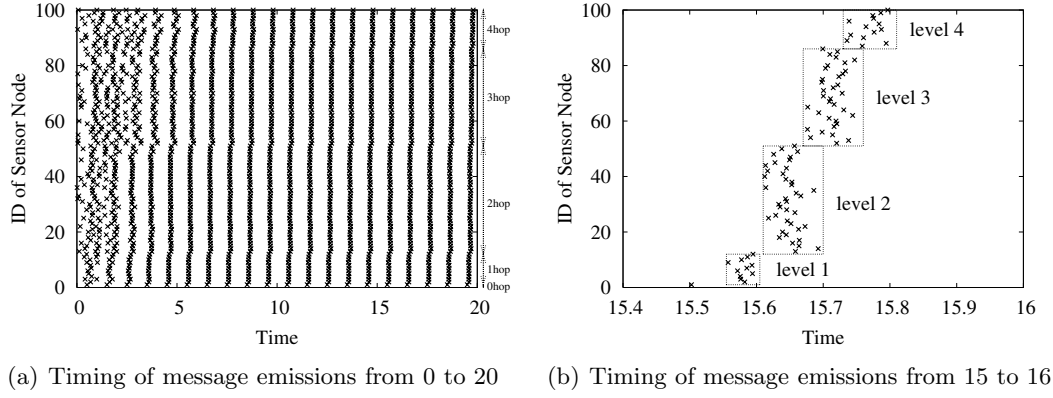 100
80
60
40
20
0
ID of Sensor Node
0
5
10
15
20
Time
4hop
3hop
2hop
1hop
0hop
(a) Timing of message emissions from 0 to 20
100
80
60
40
20
0
ID of Sensor Node
level 4
level 3
level 2
level 1
15.4
15.5
15.6
15.7
15.8
15.9
16
Time
(b) Timing of message emissions from 15 to 16